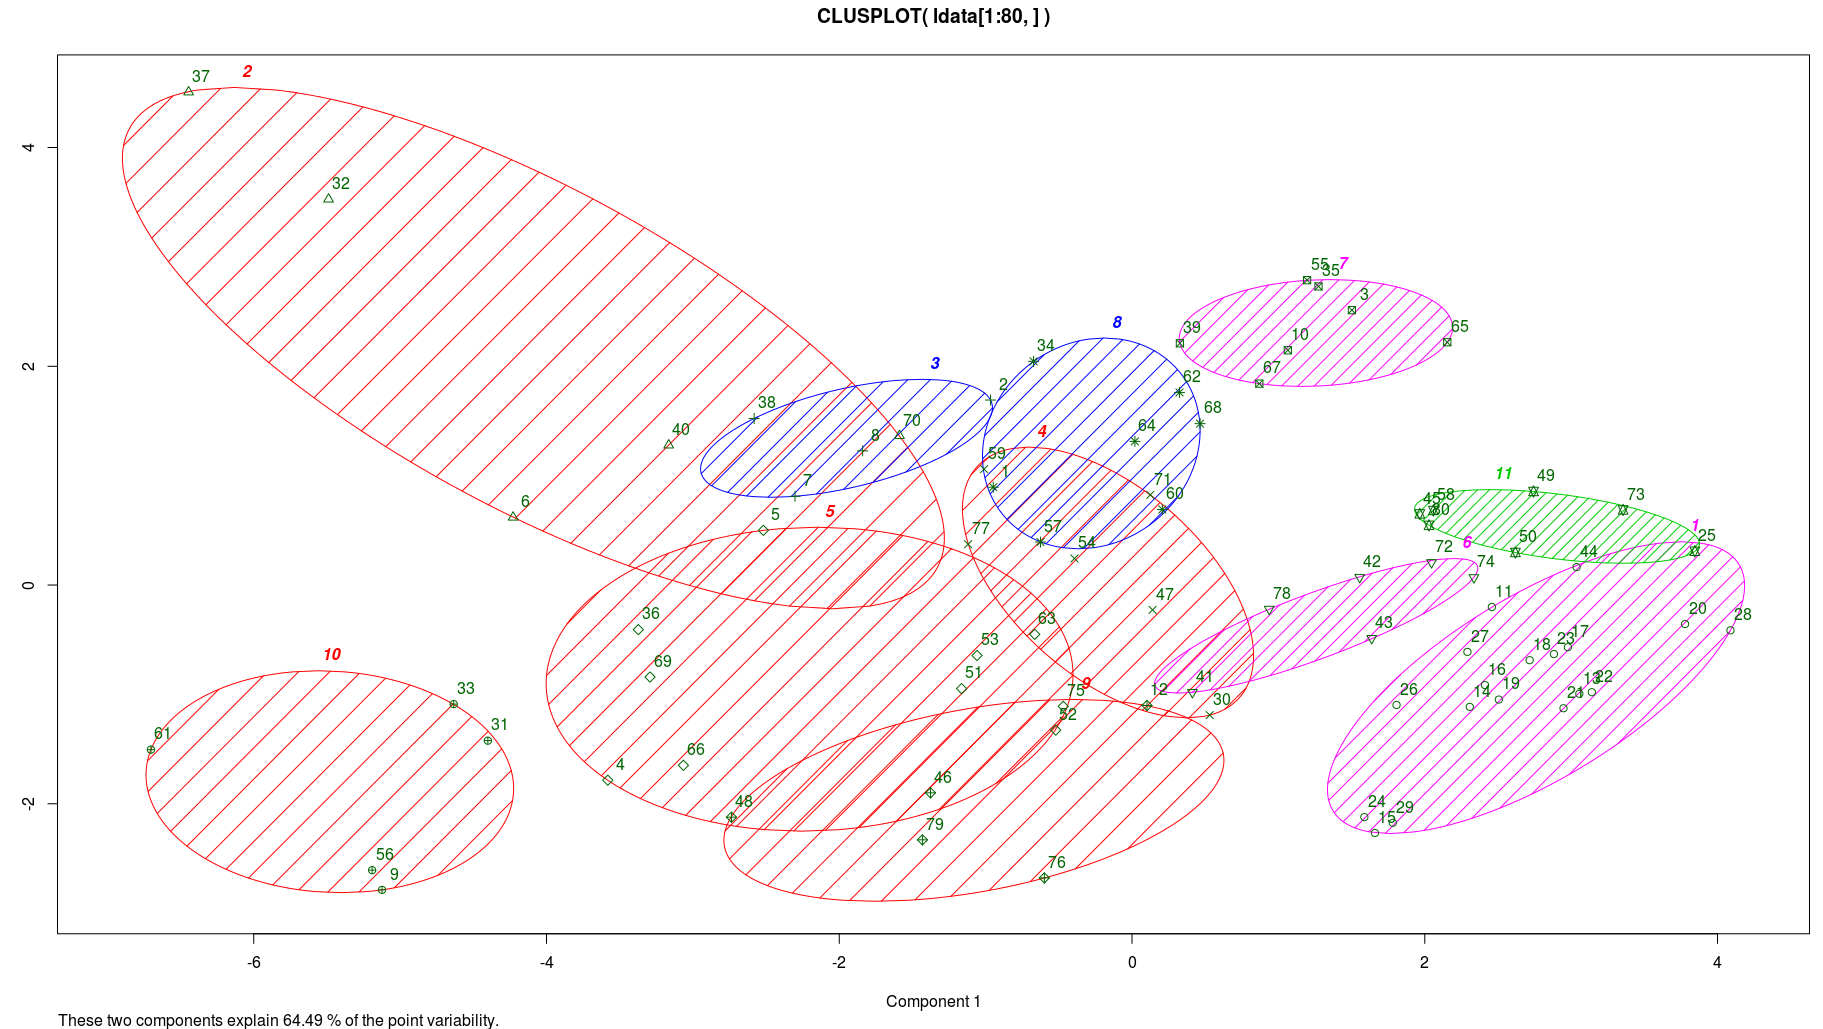 CLUSPLOT( ldata[1:80, ] )
37 2
32
4
55 35 7
3
39 10 65
67
8
34
3
2 62
38 70 68
40 8 64
4
59
1
7 71
6 60
5 5
77 57 54
11 49
45 58 73
80
50 1
25
72 6
42 44
74
2
0
78 11
47
36 63 43 20 28
53 27 18 23 17
69 51 16
10 41 19 13 22
33 75 9 12 26 14 21
31 52 30
61
66
4 46
48 24 29
79 15
56 76
9
-2
-6 -4 -2 0 2 4
Component 1
These two components explain 64.49 % of the point variability.